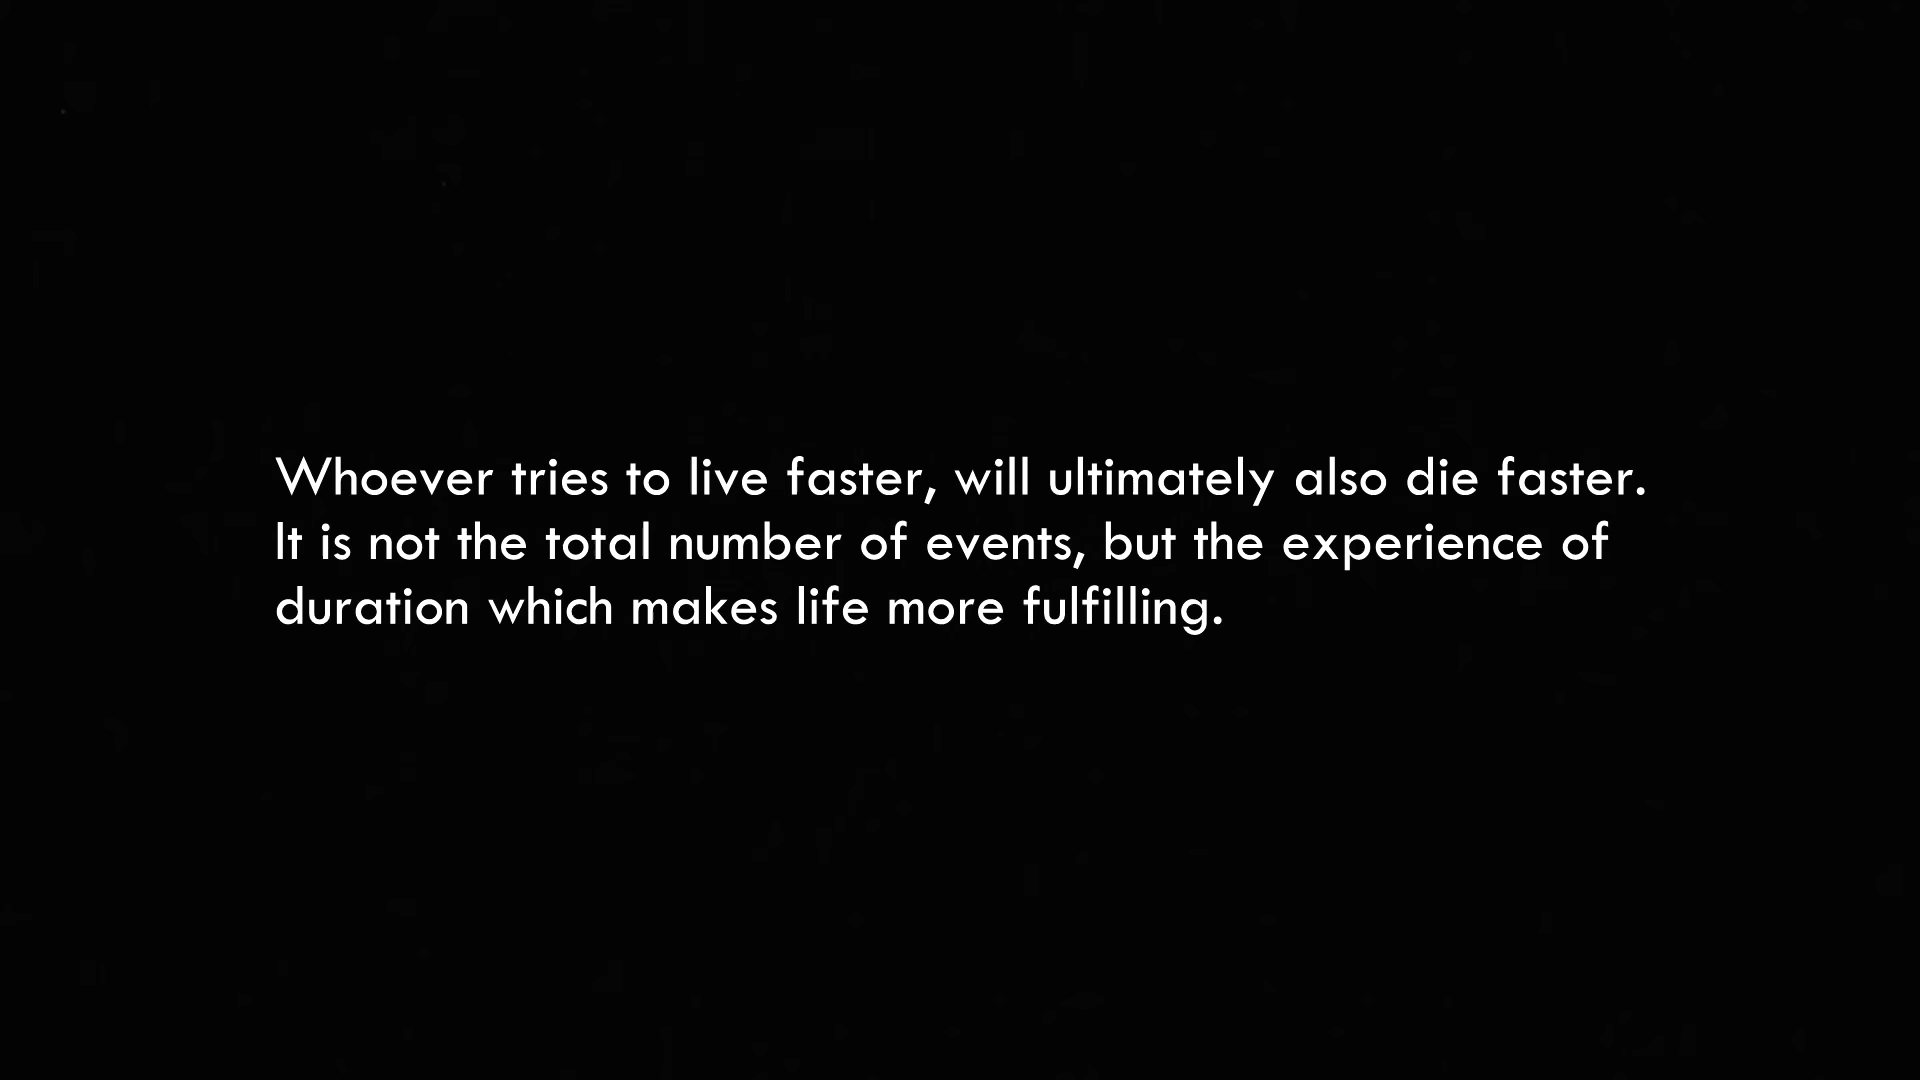 Whoever tries to live faster, will ultimately also die faster.
It is not the total number of events, but the experience of
duration which makes life more fulfilling.